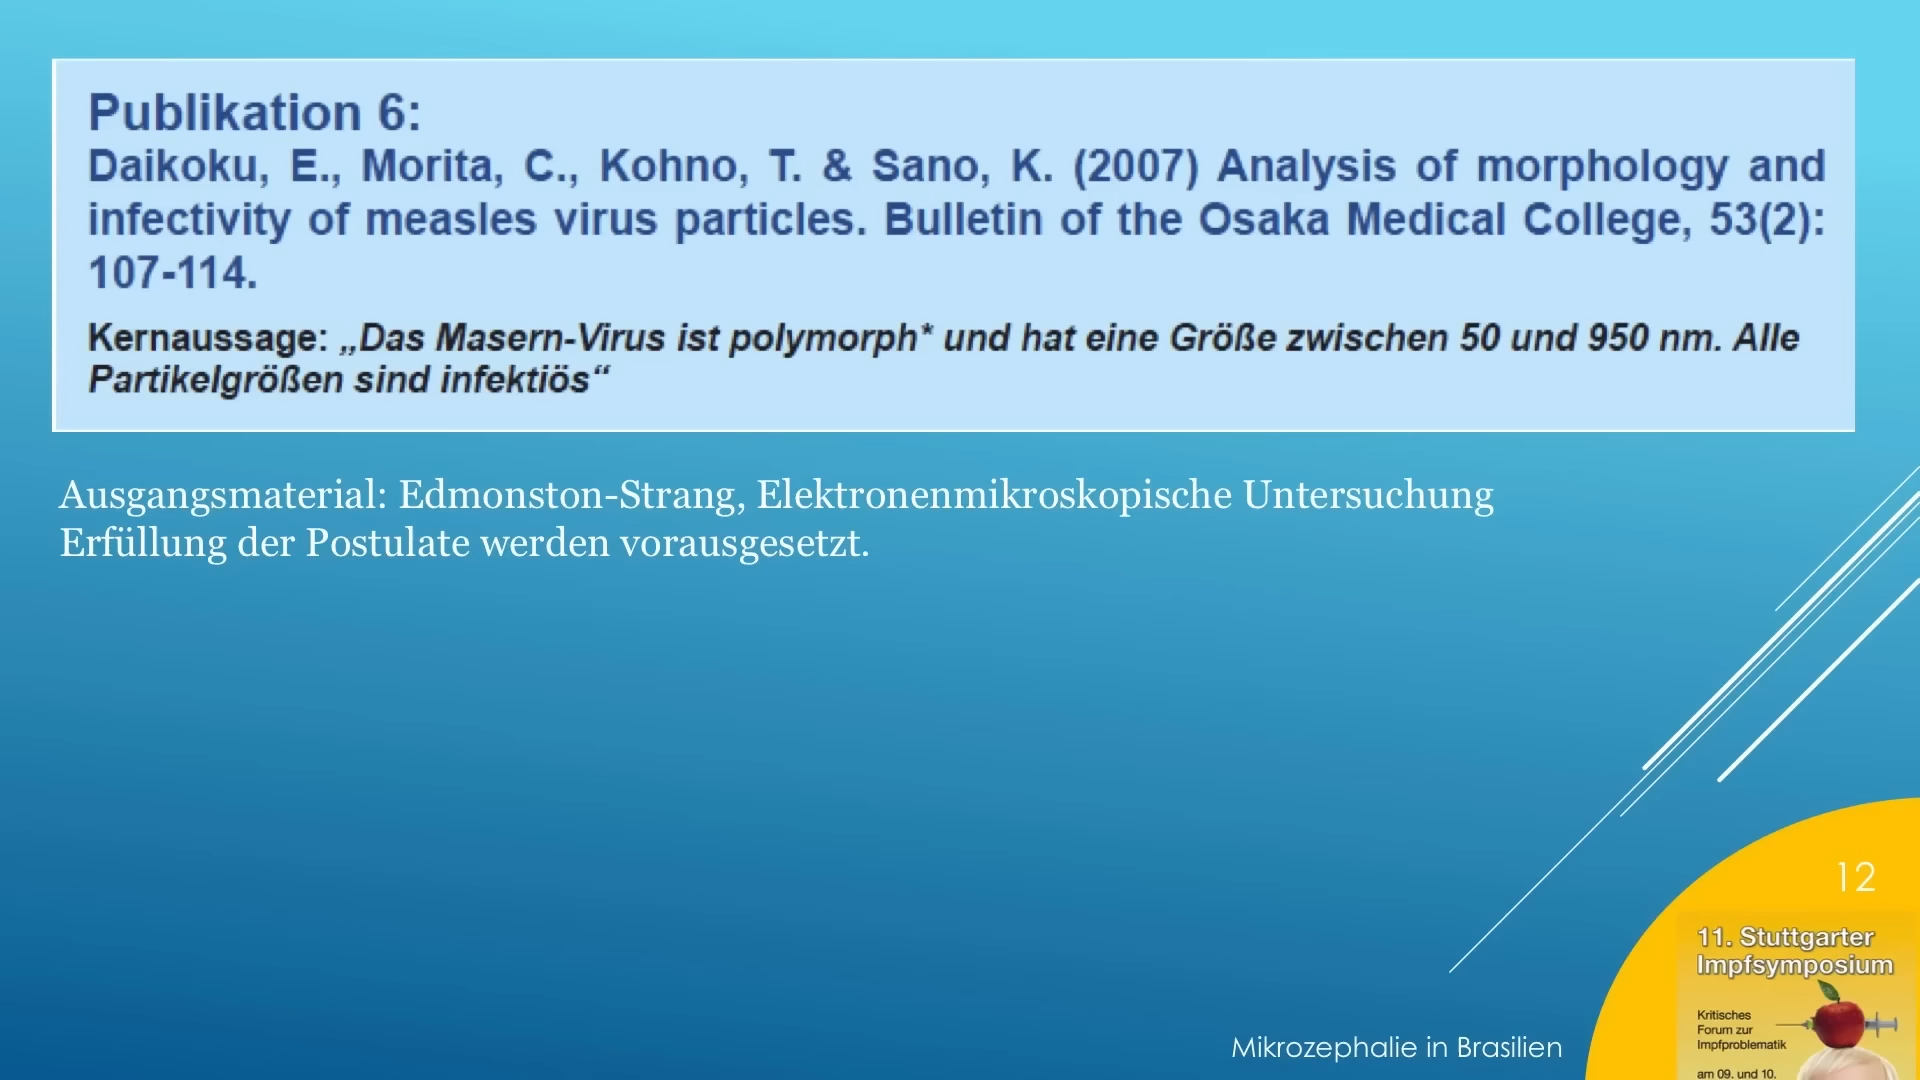 Publikation 6:
Daikoku, E., Morita, C., Kohno, T. & Sano, K. (2007) Analysis of morphology and
infectivity of measles virus particles. Bulletin of the Osaka Medical College, 53(2):
107-114.
Kernaussage: „Das Masern-Virus ist polymorph* und hat eine Größe zwischen 50 und 950 nm. Alle
Partikelgrößen sind infektiös“
Ausgangsmaterial: Edmonston-Strang, Elektronenmikroskopische Untersuchung
Erfüllung der Postulate werden vorausgesetzt.
12
11. Stuttgarter
Impfsymposium
Kritisches
Forum zur
Impfproblematik
am 09. und 10.
Mikrozephalie in Brasilien